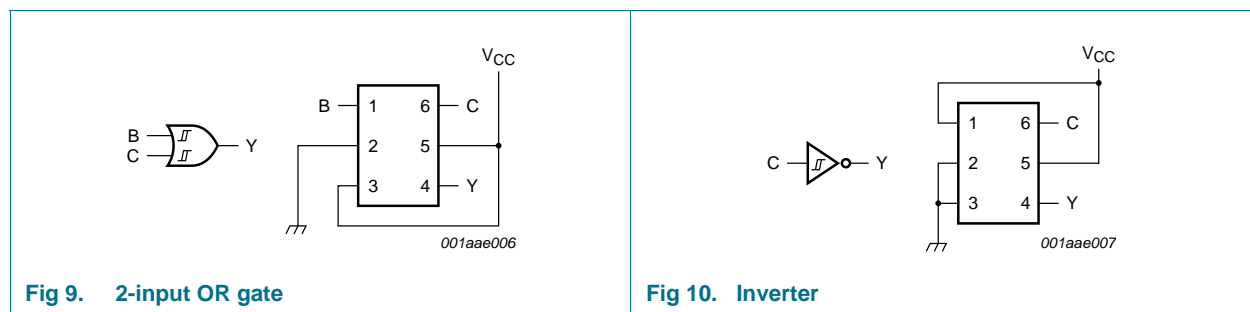 VCC
B 1 6 C
B
C
Y
2 5
3 4 Y
001aae006
Fig 9. 2-input OR gate
VCC
1 6 C
C
Y
2 5
3 4 Y
001aae007
Fig 10. Inverter